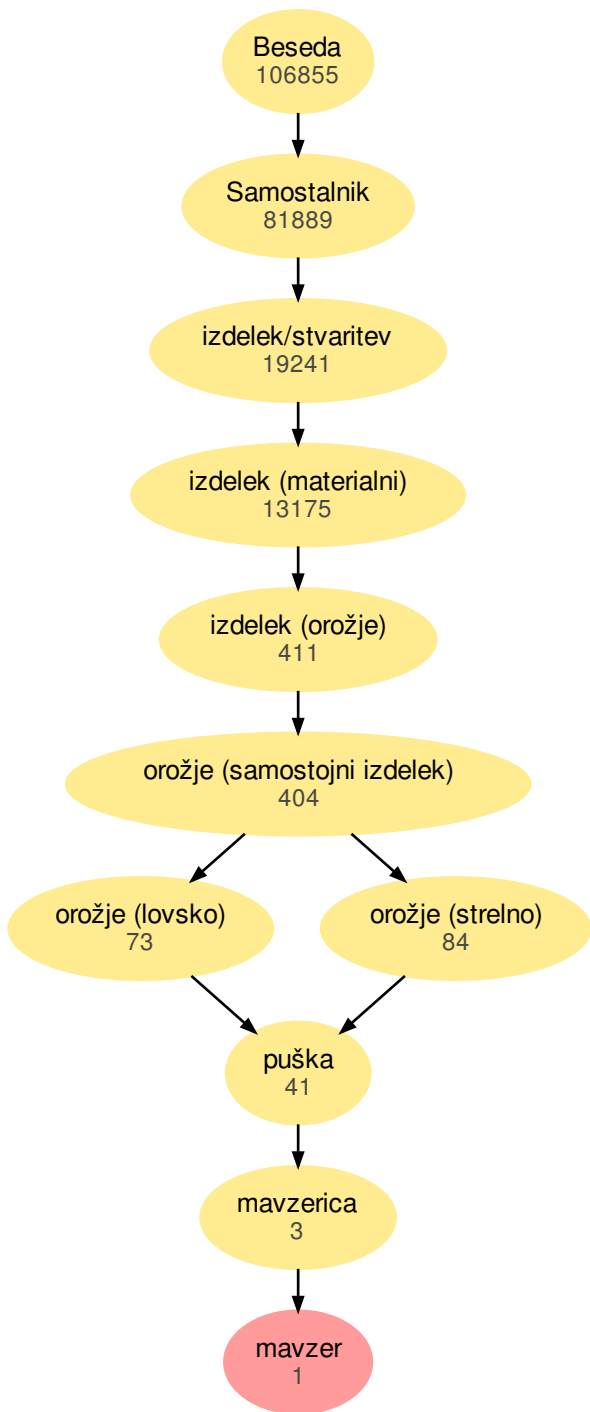 Beseda
106855
Samostalnik
81889
izdelek/stvaritev
19241
izdelek (materialni)
13175
izdelek (orožje)
411
orožje (samostojni izdelek)
404
orožje (lovsko)
73
orožje (strelno)
84
puška
41
mavzerica
3
mavzer
1